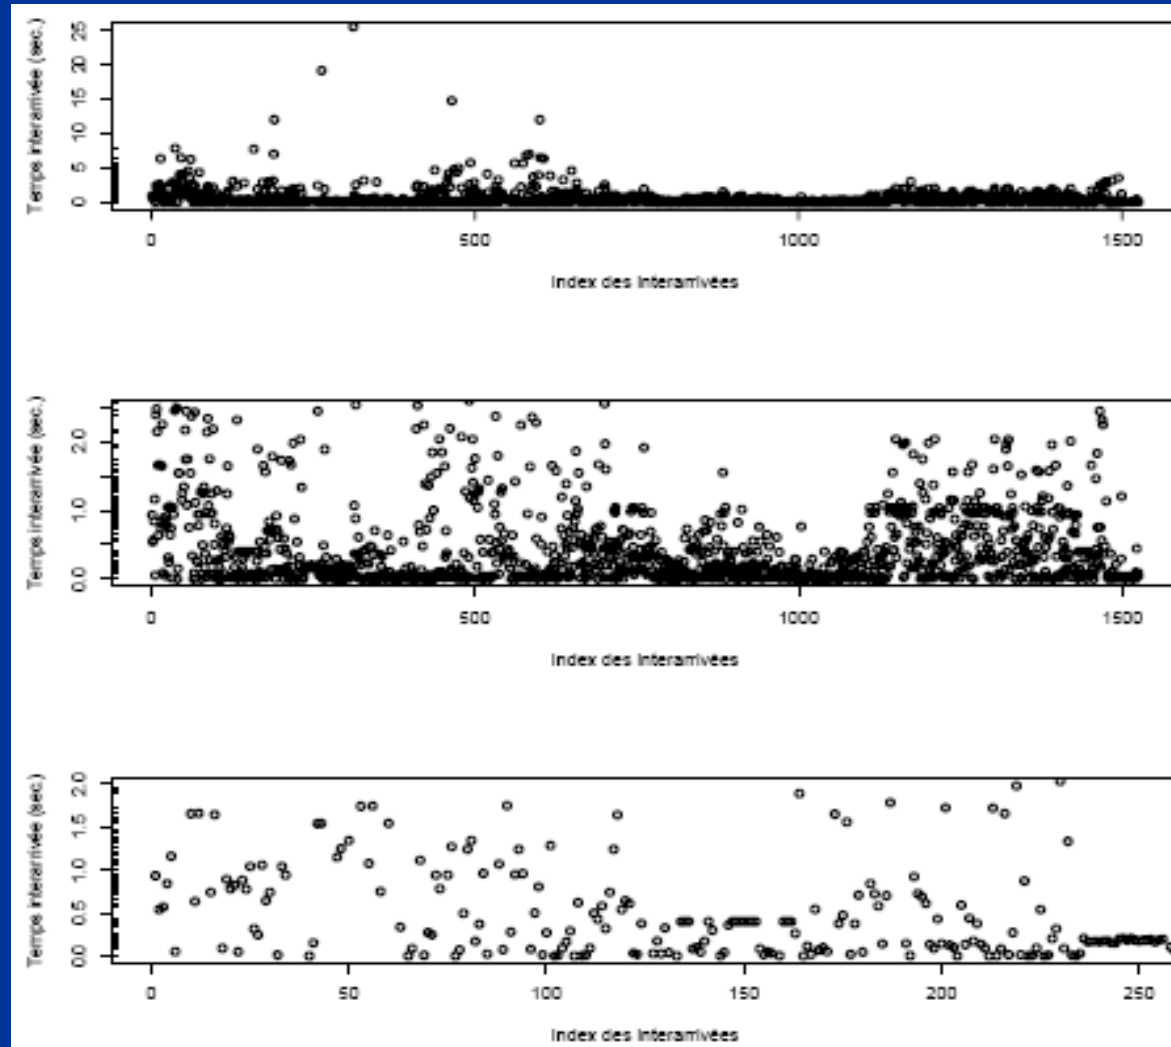 Temps interarrivée (sec.)
25
20
15
10
5
0
0 500 1000 1500
Index des Interarrivées
Temps interarrivée (sec.)
2.0
1.0
0.0
0 500 1000 1500
Index des Interarrivées
Temps interarrivée (sec.)
2.0
1.5
1.0
0.5
0.0
0 50 100 150 200 250
Index des Interarrivées